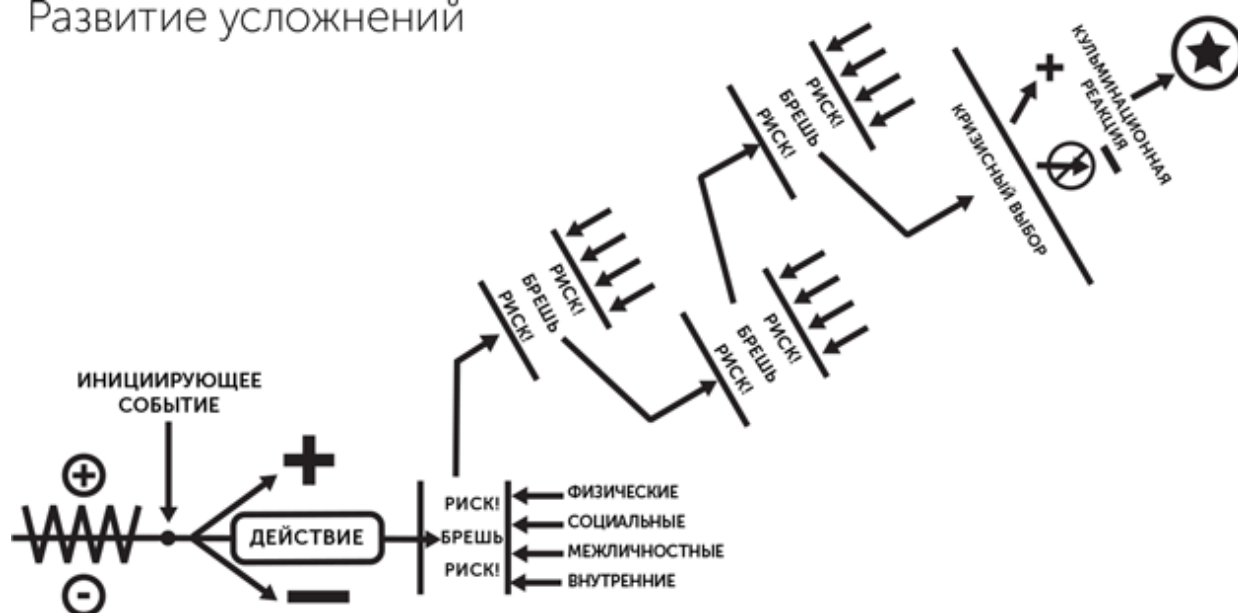 Развитие усложнений
ИНИЦИИРУЮЩЕЕ
СОБЫТИЕ
+
-
+
ДЕЙСТВИЕ
РИСК!
БРЕШЬ
РИСК!
ФИЗИЧЕСКИЕ
СОЦИАЛЬНЫЕ
МЕЖЛИЧНОСТНЫЕ
ВНУТРЕННИЕ
РИСК!
БРЕШЬ
РИСК!
РИСК!
БРЕШЬ
РИСК!
РИСК!
БРЕШЬ
РИСК!
КРИЗИСНЫЙ ВЫБОР
+
КУЛЬМИНАЦИОННАЯ
РЕАКЦИЯ